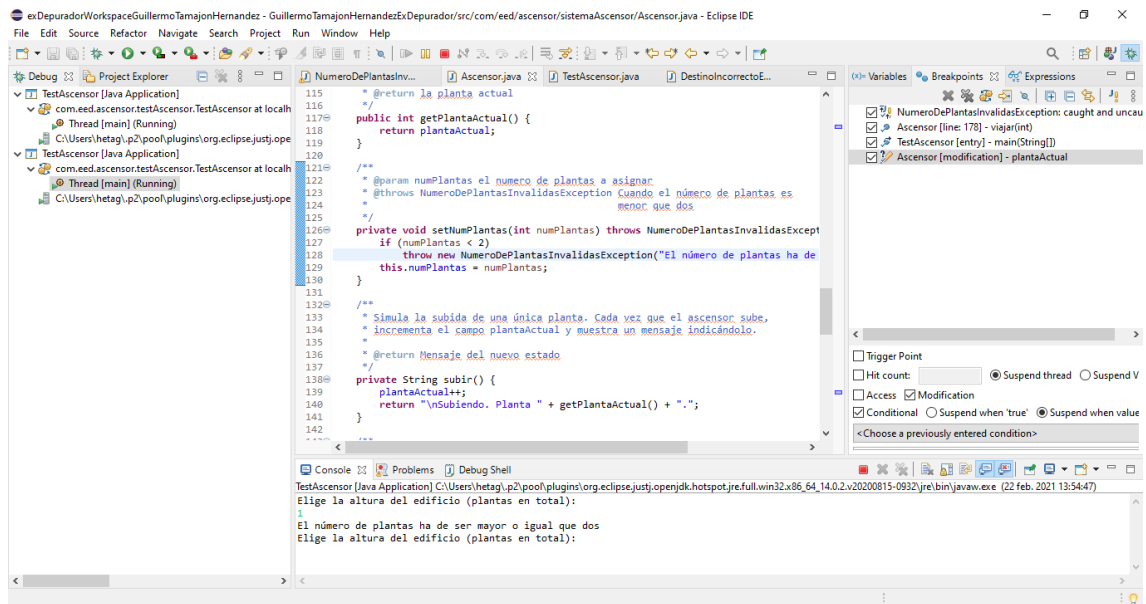 exDepuradorWorkspaceGuillermoTamajonHernandez - GuillermoTamajonHernandezExDepurador/src/com/eed/ascensor/sistemaAscensor/Ascensor.java - Eclipse IDE
File Edit Source Refactor Navigate Search Project Run Window Help
Debug Project Explorer
TestAscensor [Java Application]
com.eed.ascensor.testAscensor.TestAscensor at localh
Thread [main] (Running)
C:\Users\hetag\.p2\pool\plugins\org.eclipse.justj.ope
TestAscensor [Java Application]
com.eed.ascensor.testAscensor.TestAscensor at localh
Thread [main] (Running)
C:\Users\hetag\.p2\pool\plugins\org.eclipse.justj.ope
NumeroDePlantasInv... Ascensor.java TestAscensor.java DestinoIncorrectoE...
115 * @return la planta actual
116 */
117 public int getPlantaActual() {
118 return plantaActual;
119 }
120
121 /**
122 * @param numPlantas el numero de plantas a asignar
123 * @throws NumeroDePlantasInvalidasException Cuando el número de plantas es
124 * menor que dos
125 */
126 private void setNumPlantas(int numPlantas) throws NumeroDePlantasInvalidasExcept
127 if (numPlantas < 2)
128 throw new NumeroDePlantasInvalidasException("El número de plantas ha de
129 this.numPlantas = numPlantas;
130 }
131
132 /**
133 * Simula la subida de una única planta. Cada vez que el ascensor sube,
134 * incrementa el campo plantaActual y muestra un mensaje indicándolo.
135 *
136 * @return Mensaje del nuevo estado
137 */
138 private String subir() {
139 plantaActual++;
140 return "\nSubiendo. Planta " + getPlantaActual() + ".";
141 }
142
Variables Breakpoints Expressions
NumeroDePlantasInvalidasException: caught and uncau
Ascensor [line: 178] - viajar(int)
TestAscensor [entry] - main(String[])
Ascensor [modification] - plantaActual
Trigger Point
Hit count: Suspend thread Suspend V
Access Modification
Conditional Suspend when 'true' Suspend when value
<Choose a previously entered condition>
Console Problems Debug Shell
TestAscensor [Java Application] C:\Users\hetag\.p2\pool\plugins\org.eclipse.justj.openjdk.hotspot.jre.full.win32.x86_64_14.0.2.v20200815-0932\jre\bin\javaw.exe (22 feb. 2021 13:54:47)
Elige la altura del edificio (plantas en total):
1
El número de plantas ha de ser mayor o igual que dos
Elige la altura del edificio (plantas en total):